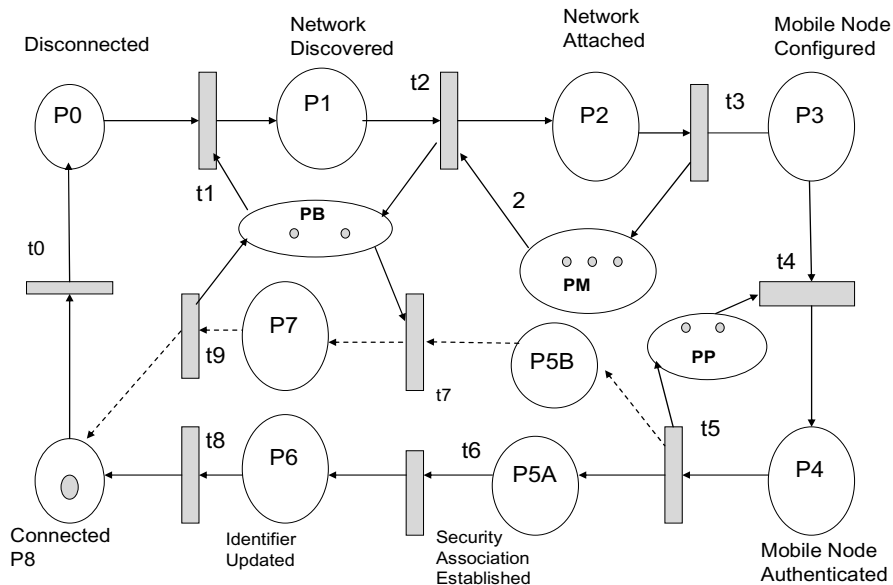 Disconnected
Network
Discovered
Network
Attached
Mobile Node
Configured
P0
P1
t2
P2
t3
P3
t1
PB
2
PM
t0
t4
P7
t9
t7
P5B
PP
t8
P6
t6
P5A
t5
P4
Connected
P8
Identifier
Updated
Security
Association
Established
Mobile Node
Authenticated